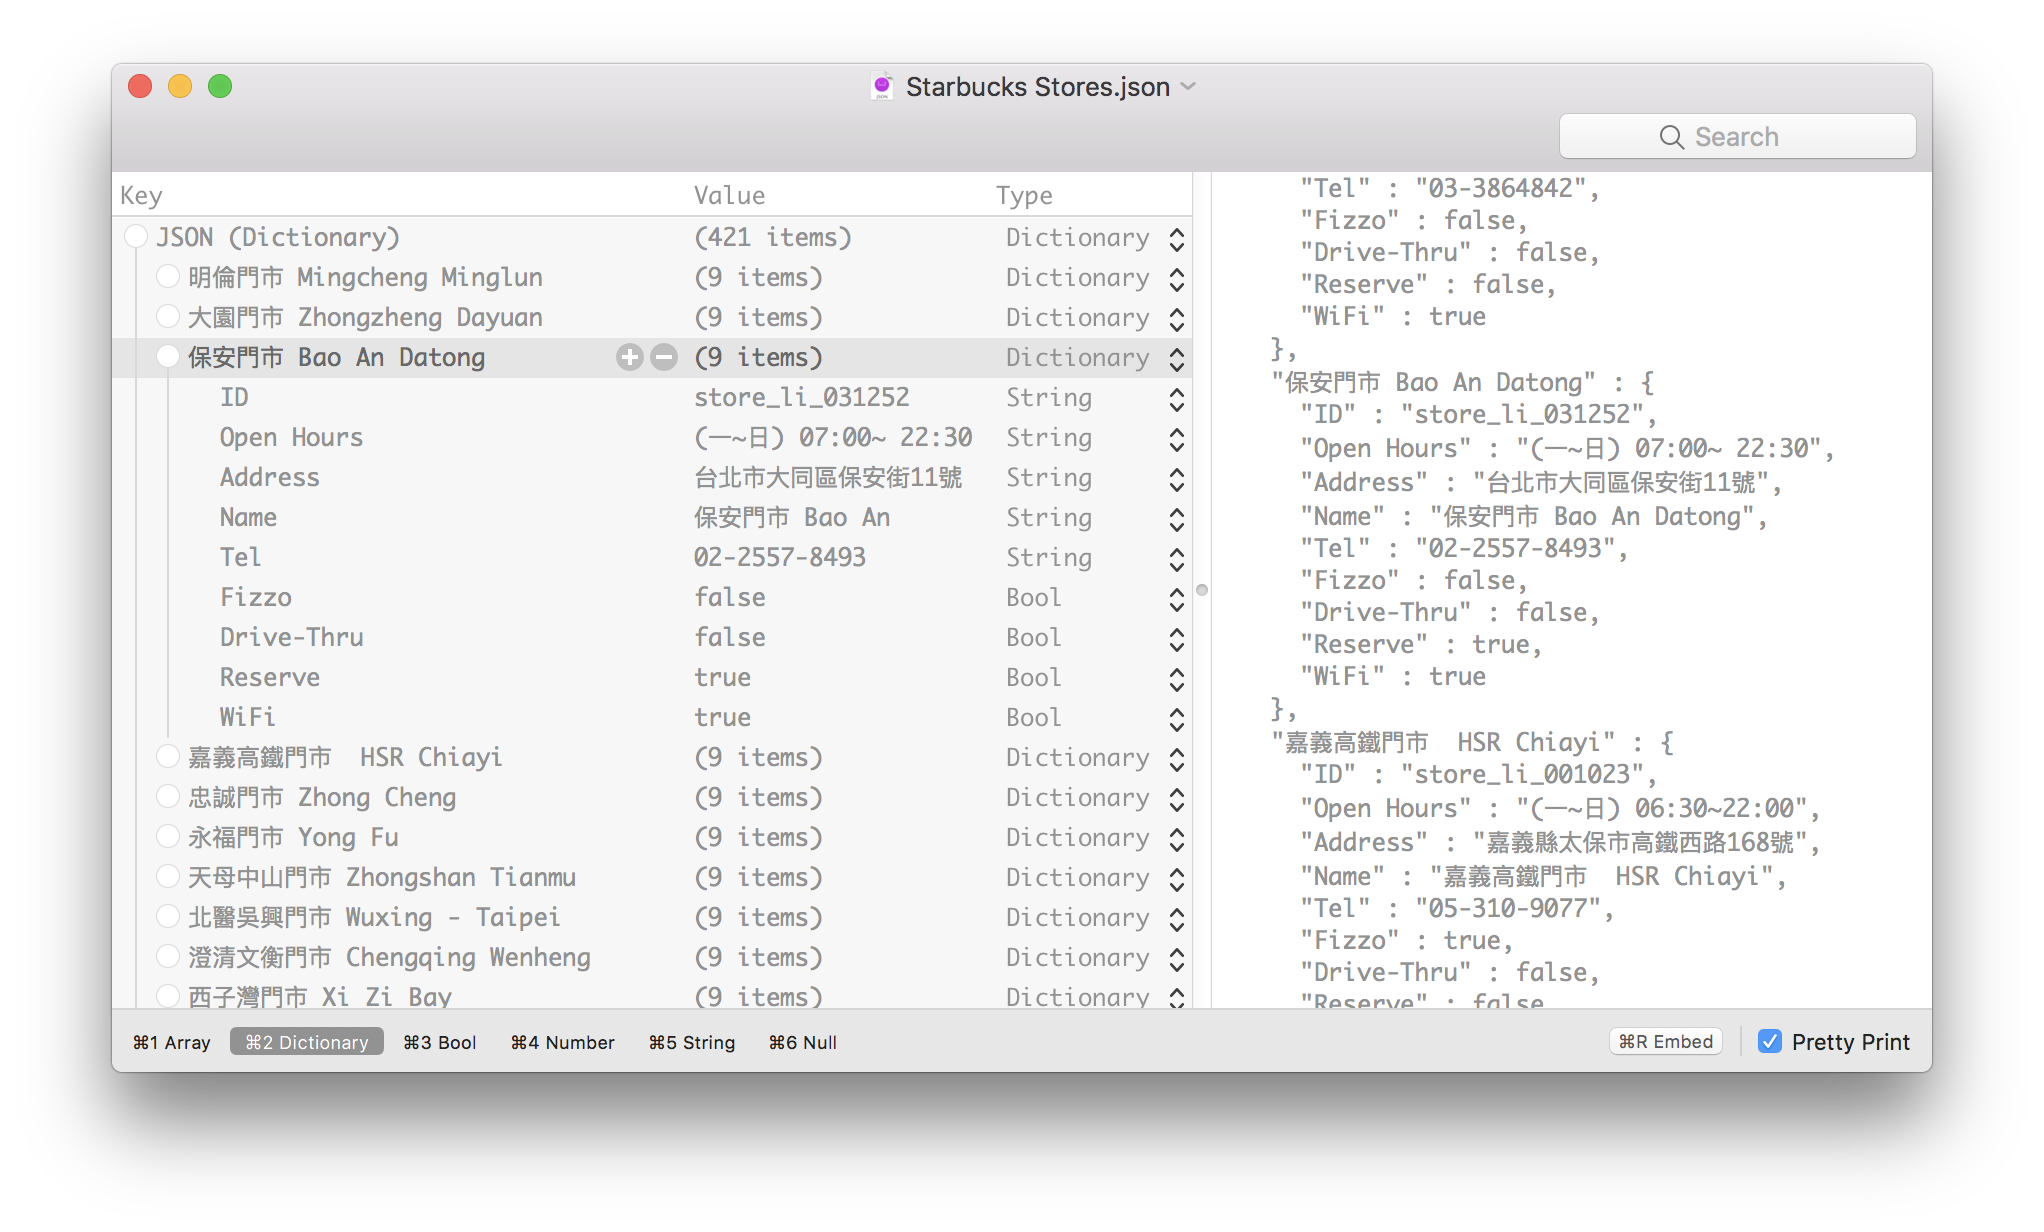 Starbucks Stores.json
Search
Key Value Type
JSON (Dictionary) (421 items) Dictionary
明倫門市 Mingcheng Minglun (9 items) Dictionary
大園門市 Zhongzheng Dayuan (9 items) Dictionary
保安門市 Bao An Datong (9 items) Dictionary
ID store_li_031252 String
Open Hours (一~日) 07:00~ 22:30 String
Address 台北市大同區保安街11號 String
Name 保安門市 Bao An String
Tel 02-2557-8493 String
Fizzo false Bool
Drive-Thru false Bool
Reserve true Bool
WiFi true Bool
嘉義高鐵門市  HSR Chiayi (9 items) Dictionary
忠誠門市 Zhong Cheng (9 items) Dictionary
永福門市 Yong Fu (9 items) Dictionary
天母中山門市 Zhongshan Tianmu (9 items) Dictionary
北醫吳興門市 Wuxing - Taipei (9 items) Dictionary
澄清文衡門市 Chengqing Wenheng (9 items) Dictionary
西子灣門市 Xi Zi Bay (9 items) Dictionary
"Tel" : "03-3864842",
"Fizzo" : false,
"Drive-Thru" : false,
"Reserve" : false,
"WiFi" : true
},
"保安門市 Bao An Datong" : {
"ID" : "store_li_031252",
"Open Hours" : "(一~日) 07:00~ 22:30",
"Address" : "台北市大同區保安街11號",
"Name" : "保安門市 Bao An Datong",
"Tel" : "02-2557-8493",
"Fizzo" : false,
"Drive-Thru" : false,
"Reserve" : true,
"WiFi" : true
},
"嘉義高鐵門市  HSR Chiayi" : {
"ID" : "store_li_001023",
"Open Hours" : "(一~日) 06:30~22:00",
"Address" : "嘉義縣太保市高鐵西路168號",
"Name" : "嘉義高鐵門市  HSR Chiayi",
"Tel" : "05-310-9077",
"Fizzo" : true,
"Drive-Thru" : false,
"Reserve" : false
⌘1 Array ⌘2 Dictionary ⌘3 Bool ⌘4 Number ⌘5 String ⌘6 Null ⌘R Embed Pretty Print